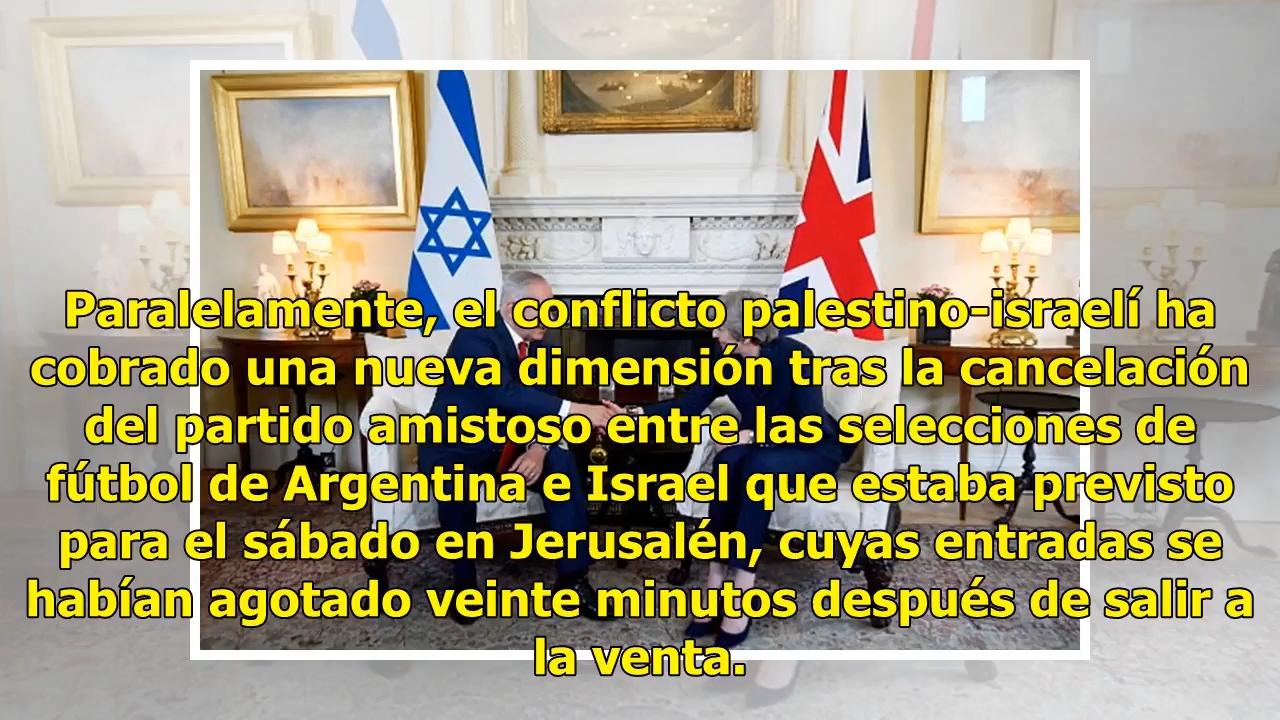 Paralelamente, el conflicto palestino-israelí ha
cobrado una nueva dimensión tras la cancelación
del partido amistoso entre las selecciones de
fútbol de Argentina e Israel que estaba previsto
para el sábado en Jerusalén, cuyas entradas se
habían agotado veinte minutos después de salir a
la venta.